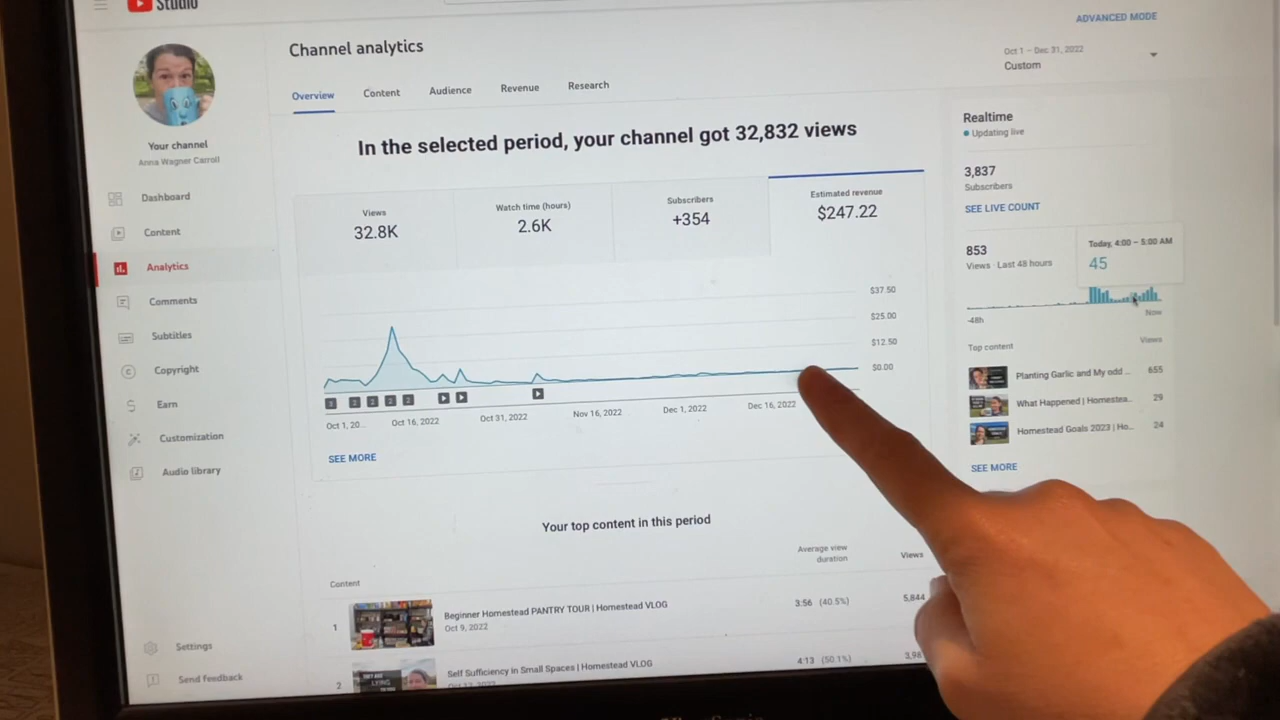 Studio
ADVANCED MODE
Channel analytics
Oct 1 – Dec 31, 2022
Custom
Overview
Content
Audience
Revenue
Research
Your channel
Anna Wagner Carroll
Dashboard
Content
Analytics
Comments
Subtitles
Copyright
Earn
Customization
Audio library
Settings
Send feedback
In the selected period, your channel got 32,832 views
Views
32.8K
Watch time (hours)
2.6K
Subscribers
+354
Estimated revenue
$247.22
$37.50
$25.00
$12.50
$0.00
Oct 1, 20...
Oct 16, 2022
Oct 31, 2022
Nov 16, 2022
Dec 1, 2022
Dec 16, 2022
SEE MORE
Your top content in this period
Content
Average view
duration
Views
1
Beginner Homestead PANTRY TOUR | Homestead VLOG
Oct 9, 2022
3:56 (40.5%)
5,844
2
Self Sufficiency in Small Spaces | Homestead VLOG
4:13 (50.1%)
3,98
Realtime
Updating live
3,837
Subscribers
SEE LIVE COUNT
853
Views · Last 48 hours
Today, 4:00 – 5:00 AM
45
-48h
Now
Top content
Views
Planting Garlic and My odd ...
655
What Happened | Homestea...
29
Homestead Goals 2023 | Ho...
24
SEE MORE